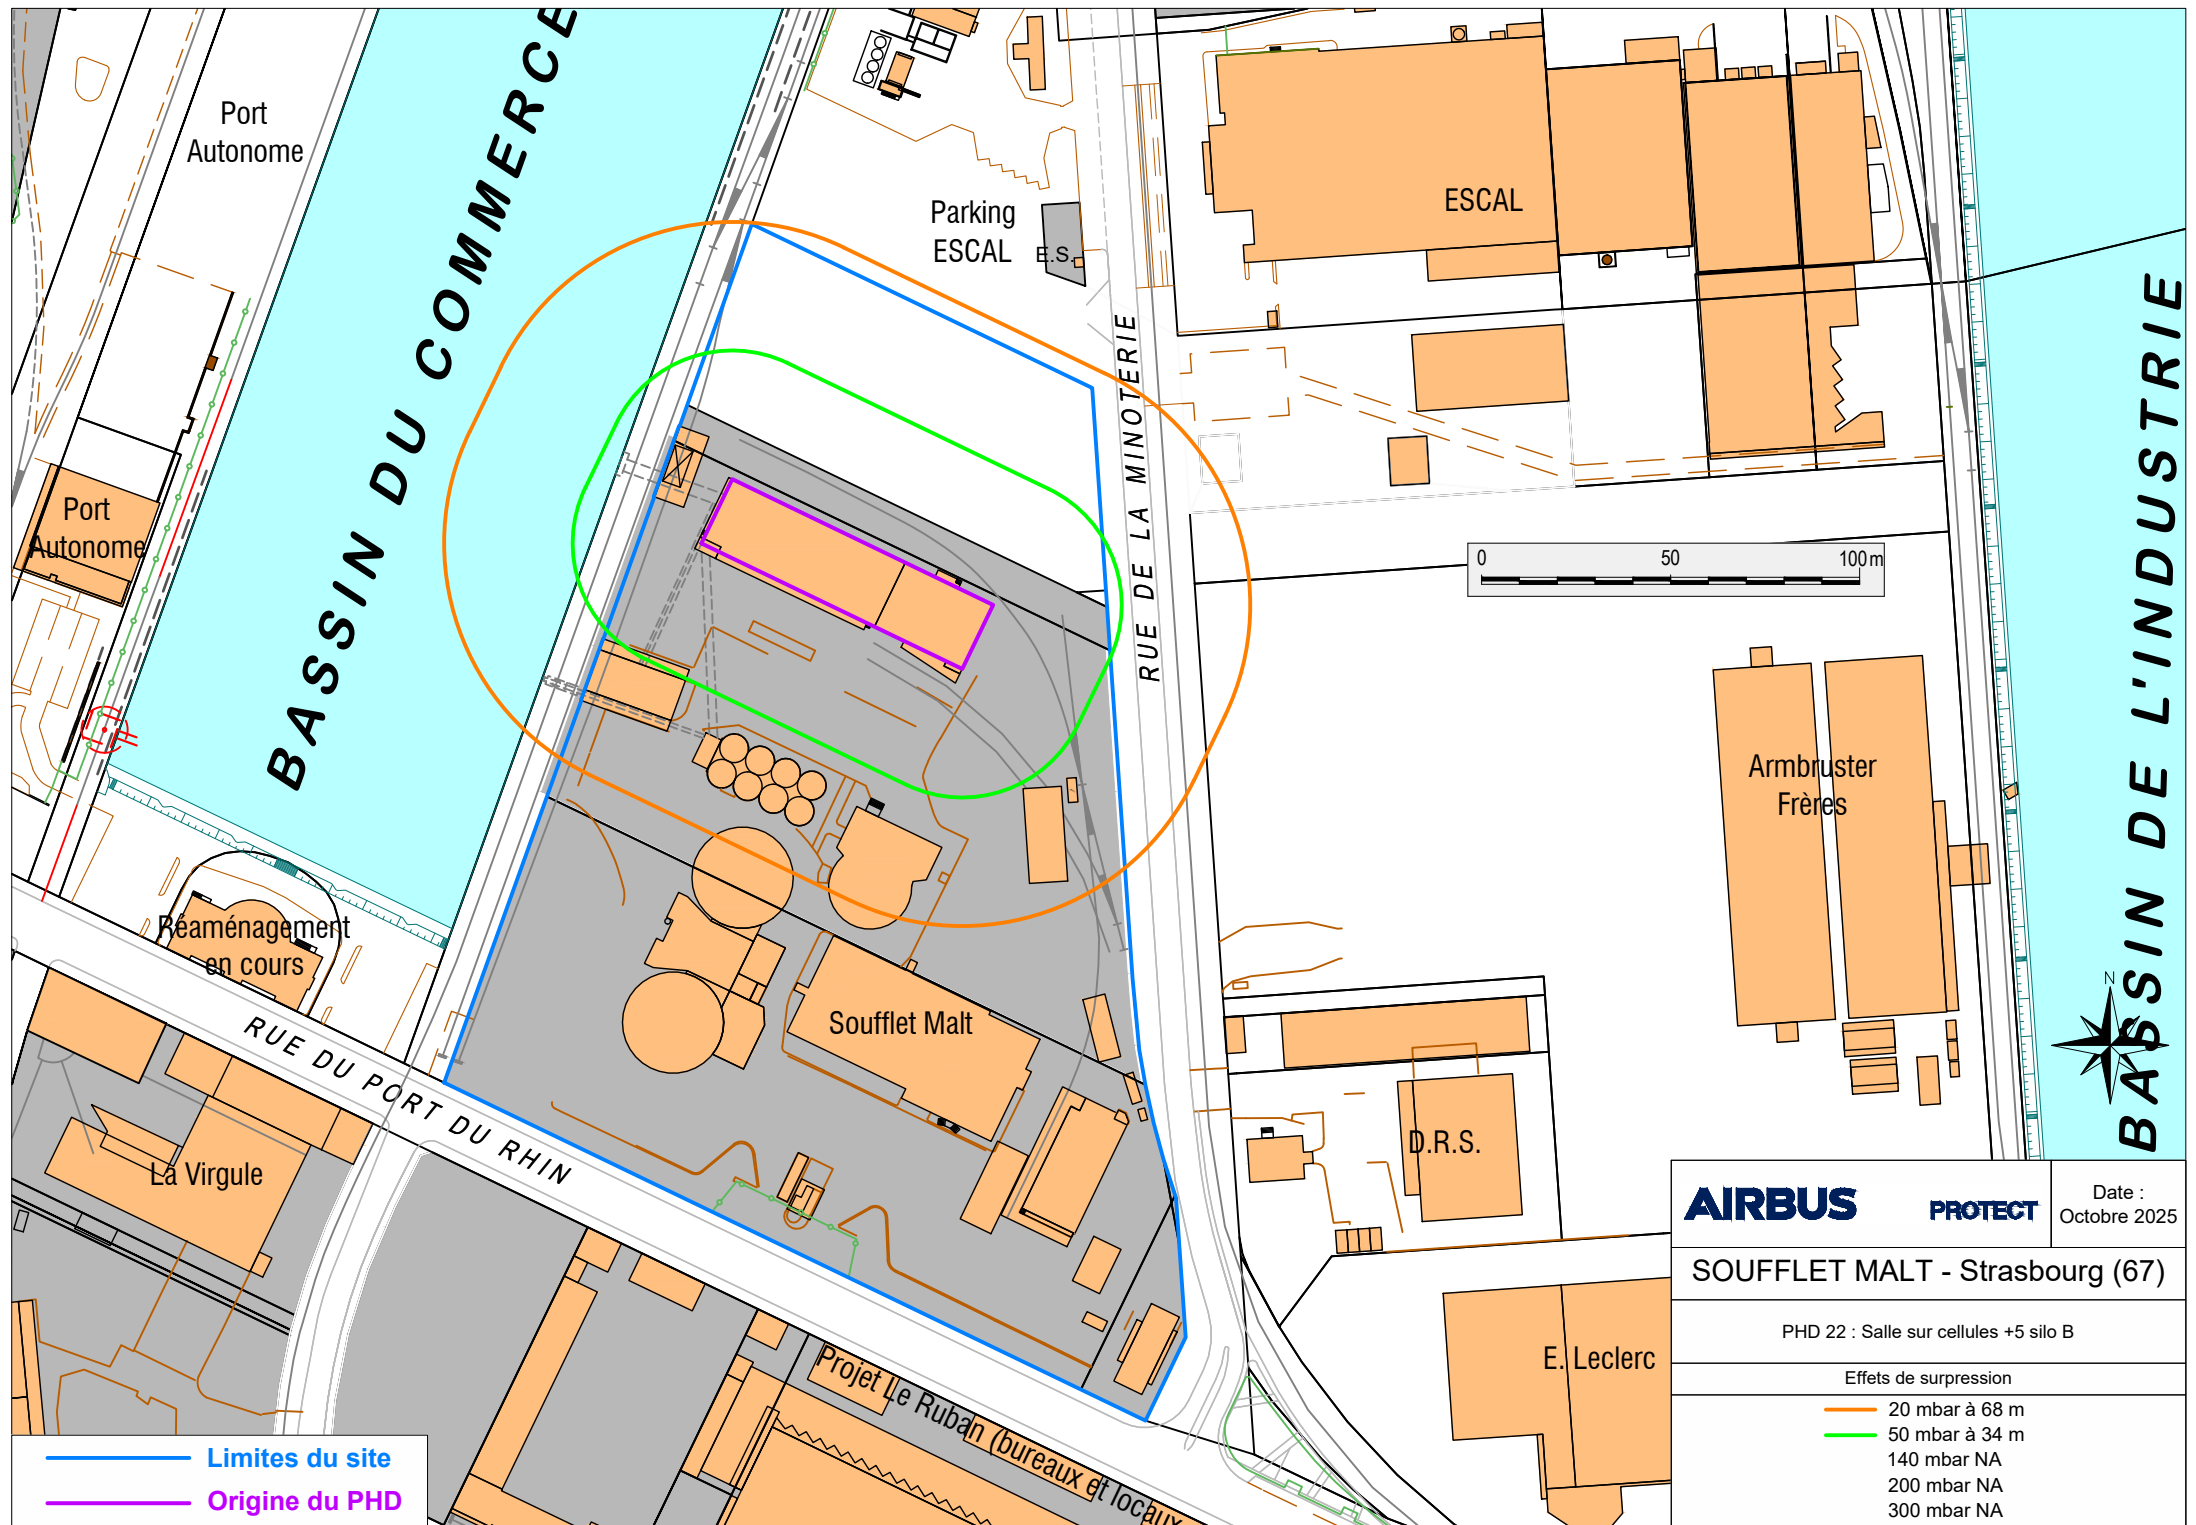 Port
Autonome
BASSIN DU COMMERCE
Parking
ESCAL
E.S.
ESCAL
RUE DE LA MINOTERIE
BASSIN DE L'INDUSTRIE
Port
Autonome
0 50 100 m
Armbruster
Frères
Réaménagement
en cours
RUE DU PORT DU RHIN
Soufflet Malt
La Virgule
D.R.S.
E. Leclerc
Projet Le Ruban (bureaux et locaux
N
Limites du site
Origine du PHD
AIRBUS PROTECT
Date :
Octobre 2025
SOUFFLET MALT - Strasbourg (67)
PHD 22 : Salle sur cellules +5 silo B
Effets de surpression
20 mbar à 68 m
50 mbar à 34 m
140 mbar NA
200 mbar NA
300 mbar NA